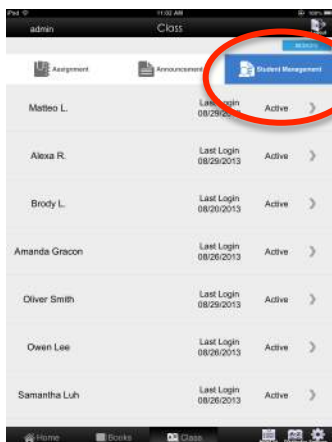 iPad
11:02 AM
100%
admin
Class
Assignment
Announcement
Student Management
Matteo L.
Last Login
08/29/2013
Active
Alexa R.
Last Login
08/29/2013
Active
Brody L.
Last Login
08/20/2013
Active
Amanda Gracon
Last Login
08/26/2013
Active
Oliver Smith
Last Login
08/29/2013
Active
Owen Lee
Last Login
08/26/2013
Active
Samantha Luh
Last Login
08/26/2013
Active
Home
Books
Class